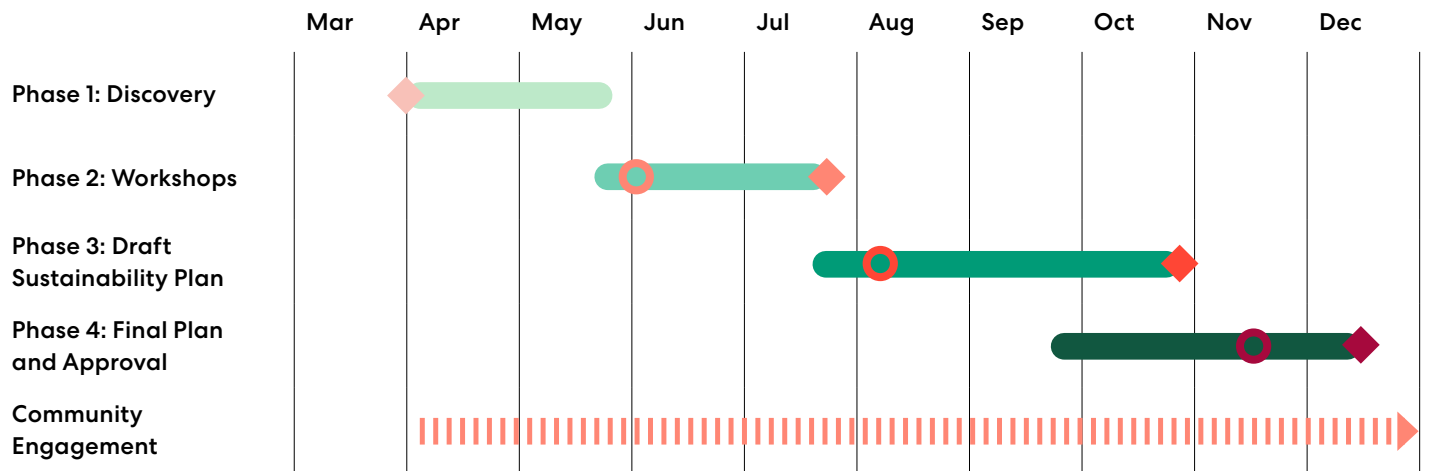 Mar Apr May Jun Jul Aug Sep Oct Nov Dec
Phase 1: Discovery
Phase 2: Workshops
Phase 3: Draft
Sustainability Plan
Phase 4: Final Plan
and Approval
Community
Engagement